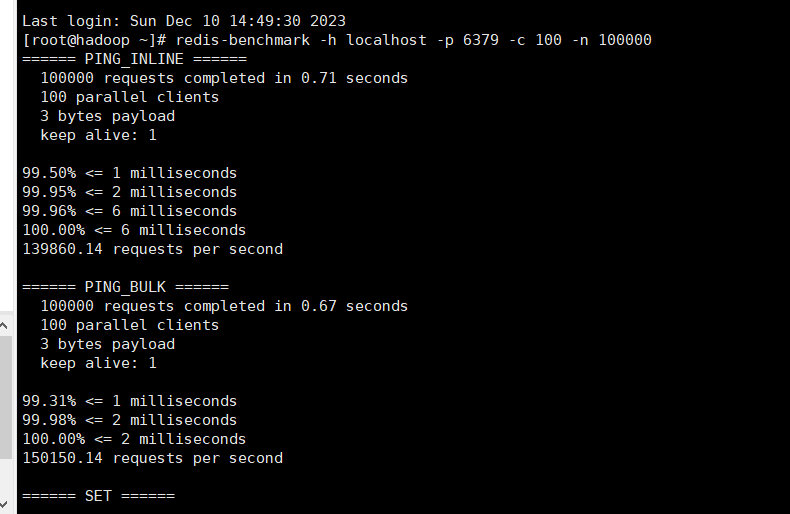 Last login: Sun Dec 10 14:49:30 2023
[root@hadoop ~]# redis-benchmark -h localhost -p 6379 -c 100 -n 100000
====== PING_INLINE ======
  100000 requests completed in 0.71 seconds
  100 parallel clients
  3 bytes payload
  keep alive: 1

99.50% <= 1 milliseconds
99.95% <= 2 milliseconds
99.96% <= 6 milliseconds
100.00% <= 6 milliseconds
139860.14 requests per second

====== PING_BULK ======
  100000 requests completed in 0.67 seconds
  100 parallel clients
  3 bytes payload
  keep alive: 1

99.31% <= 1 milliseconds
99.98% <= 2 milliseconds
100.00% <= 2 milliseconds
150150.14 requests per second

====== SET ======